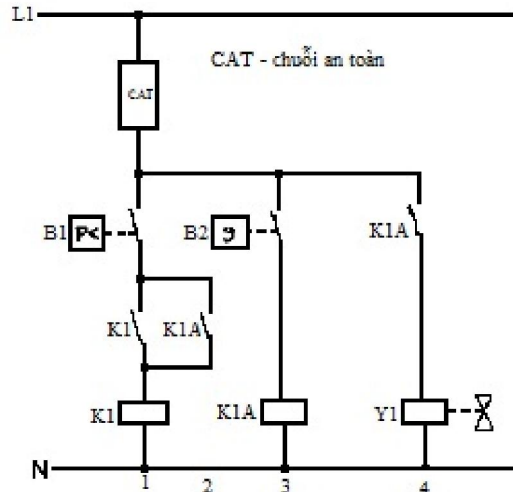 L1
CAT - chuỗi an toàn
CAT
B1 P<
B2 ϑ
K1A
K1 K1A
K1 K1A Y1
N
1 2 3 4